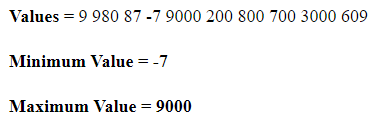 Values = 9 980 87 -7 9000 200 800 700 3000 609
Minimum Value = -7
Maximum Value = 9000